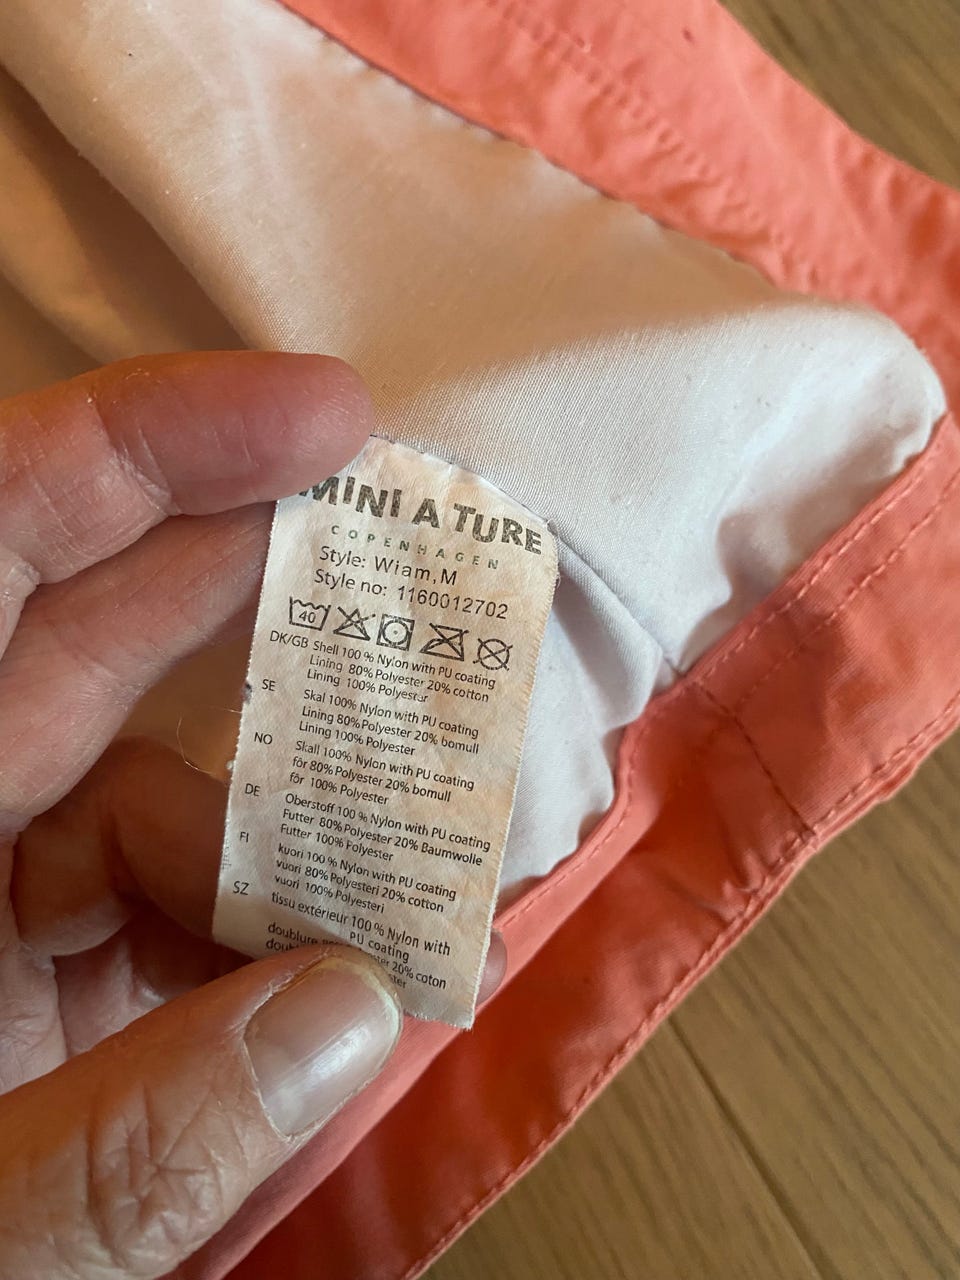 MINI A TURE
COPENHAGEN
Style: Wiam,M
Style no: 1160012702
40
DK/GB Shell 100 % Nylon with PU coating
Lining 80% Polyester 20% cotton
Lining 100% Polyester
SE Skal 100% Nylon with PU coating
Lining 80% Polyester 20% bomull
Lining 100% Polyester
NO Skall 100% Nylon with PU coating
fôr 80% Polyester 20% bomull
fôr 100% Polyester
DE Oberstoff 100 % Nylon with PU coating
Futter 80% Polyester 20% Baumwolle
Futter 100% Polyester
FI kuori 100 % Nylon with PU coating
vuori 80% Polyesteri 20% cotton
vuori 100% Polyesteri
SZ tissu extérieur 100 % Nylon with
PU coating
doublure 20% coton